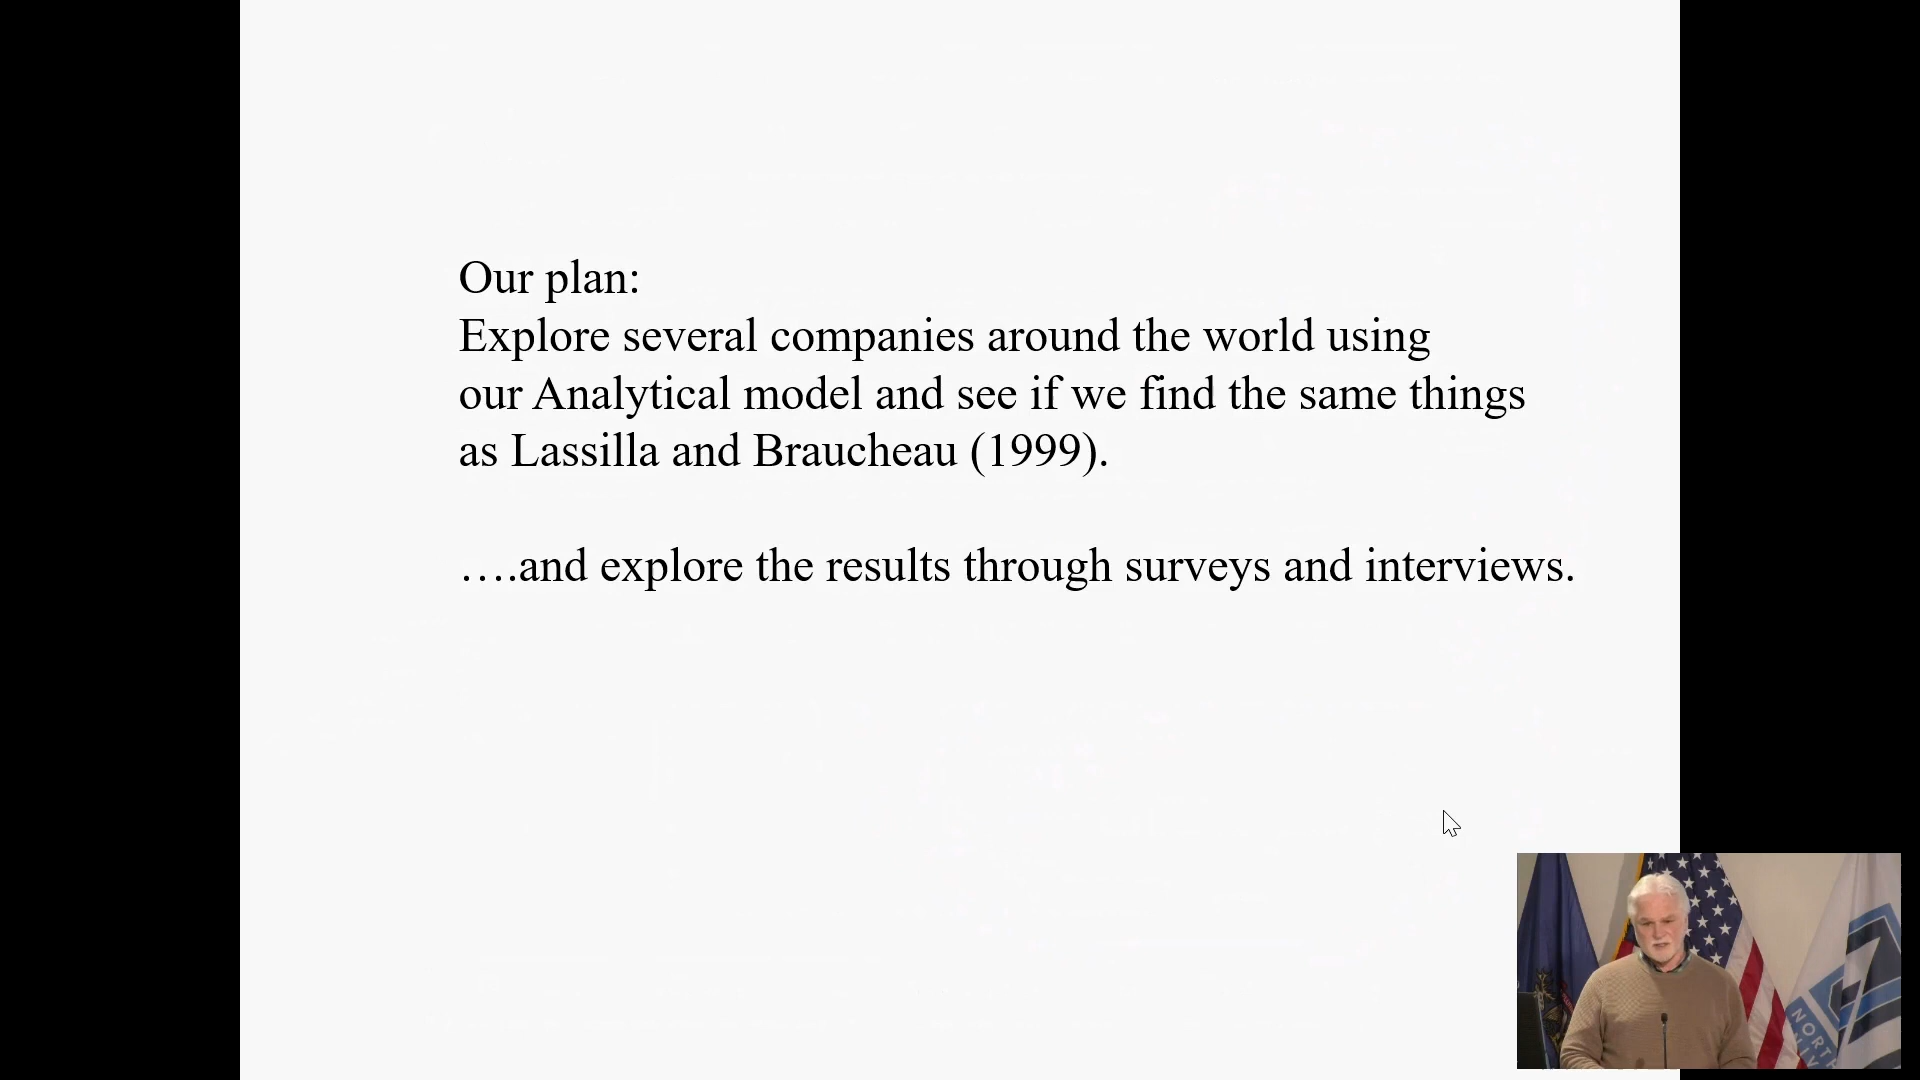 Our plan:
Explore several companies around the world using
our Analytical model and see if we find the same things
as Lassilla and Braucheau (1999).
….and explore the results through surveys and interviews.